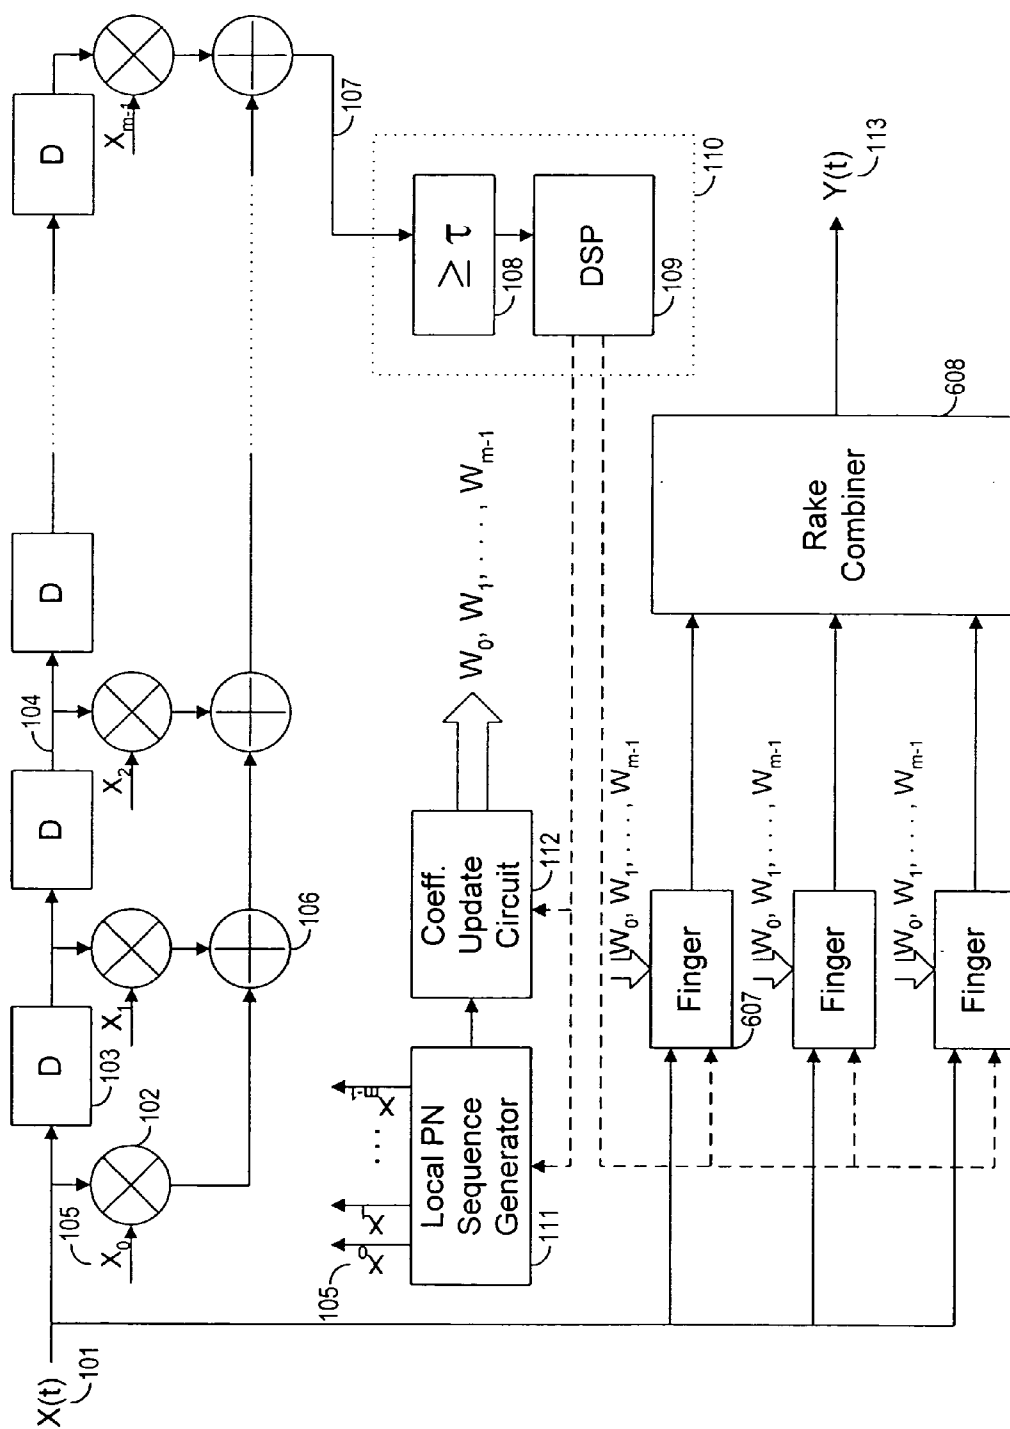 X(t)
101
X0
105
102
D
103
X1
106
D
X2
104
D
D
Xm-1
107
≥ τ
108
DSP
109
110
105
X0
X1
. . .
Xm-1
Local PN
Sequence
Generator
111
Coeff.
Update
Circuit
112
W0, W1, . . . , Wm-1
W0, W1, . . . , Wm-1
Finger
607
W0, W1, . . . , Wm-1
Finger
W0, W1, . . . , Wm-1
Finger
Rake
Combiner
608
Y(t)
113